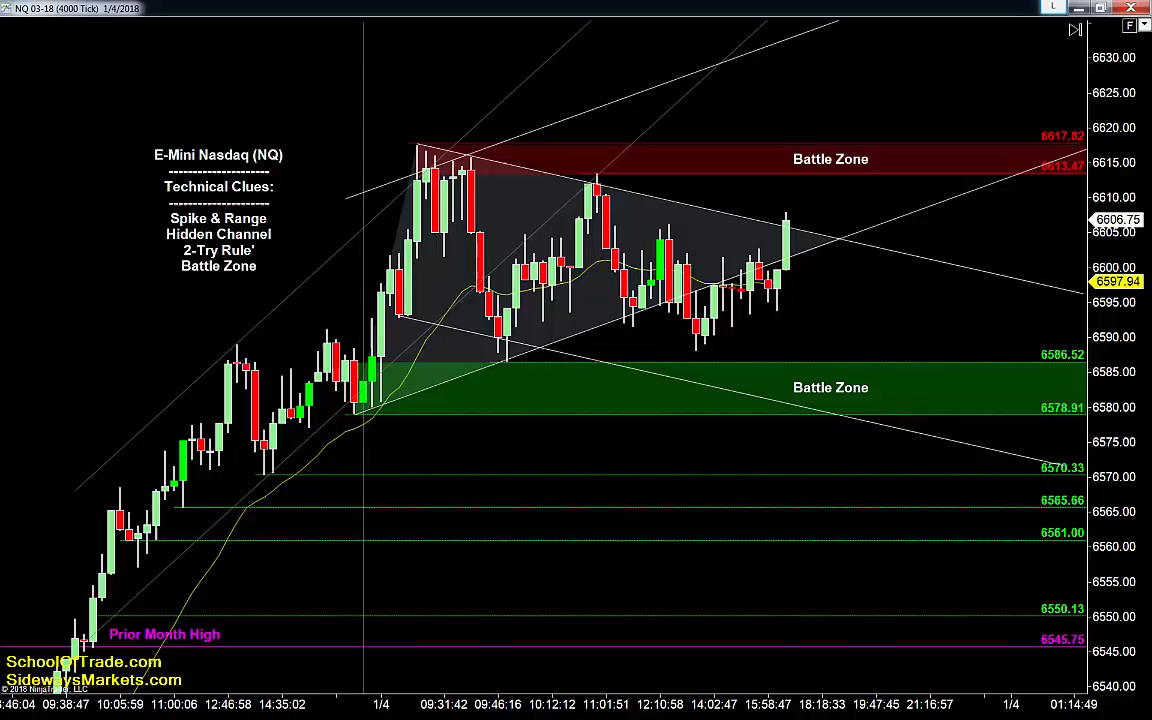 NQ 03-18 (4000 Tick) 1/4/2018
L
F
6630.00
6625.00
6620.00
6617.82
6615.00
6613.47
6610.00
6606.75
6605.00
6600.00
6597.94
6595.00
6590.00
6586.52
6585.00
6580.00
6578.91
6575.00
6570.33
6570.00
6565.66
6565.00
6561.00
6560.00
6555.00
6550.13
6550.00
6545.75
6545.00
6540.00
E-Mini Nasdaq (NQ)
--------------------
Technical Clues:
--------------------
Spike & Range
Hidden Channel
2-Try Rule'
Battle Zone
Battle Zone
Battle Zone
Prior Month High
SchoolOfTrade.com
SidewaysMarkets.com
© 2018 NinjaTrader, LLC
3:46:04 09:38:47 10:05:59 11:00:06 12:46:58 14:35:02 1/4 09:31:42 09:46:16 10:12:12 11:01:51 12:10:58 14:02:47 15:58:47 18:18:33 19:47:45 21:16:57 1/4 01:14:49